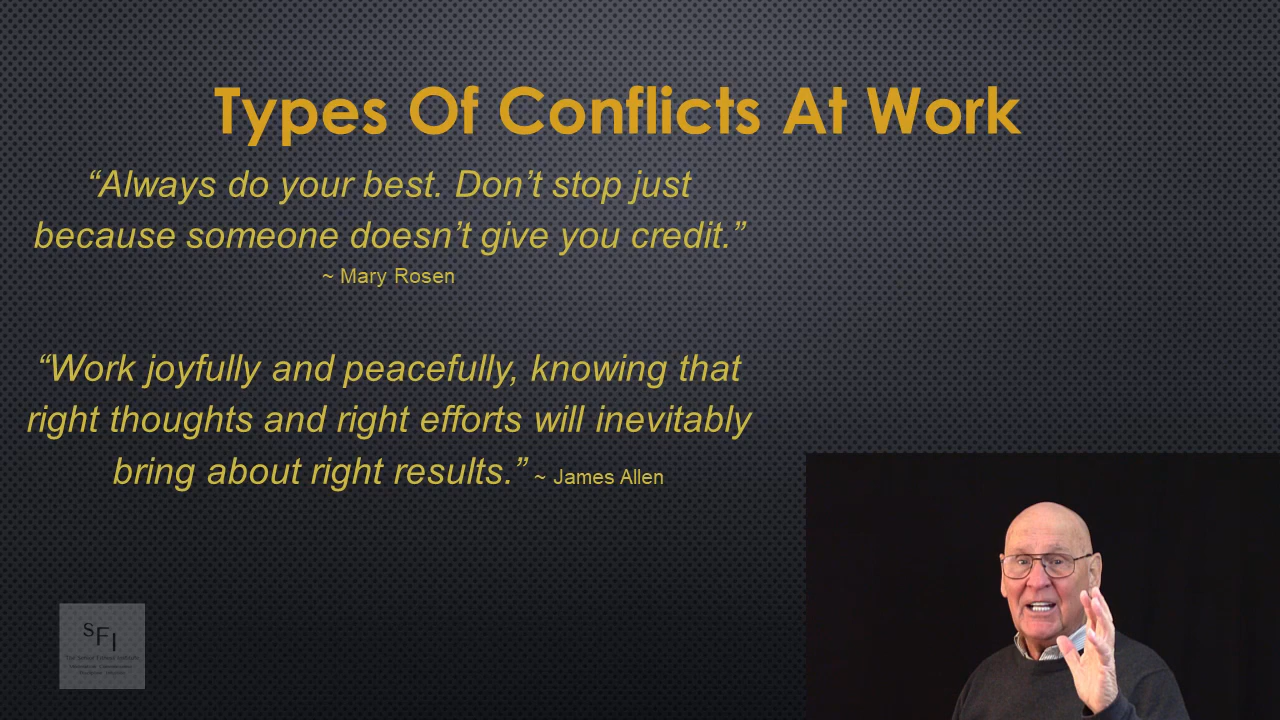 Types Of Conflicts At Work
“Always do your best. Don’t stop just
because someone doesn’t give you credit.”
~ Mary Rosen
“Work joyfully and peacefully, knowing that
right thoughts and right efforts will inevitably
bring about right results.” ~ James Allen
SFI